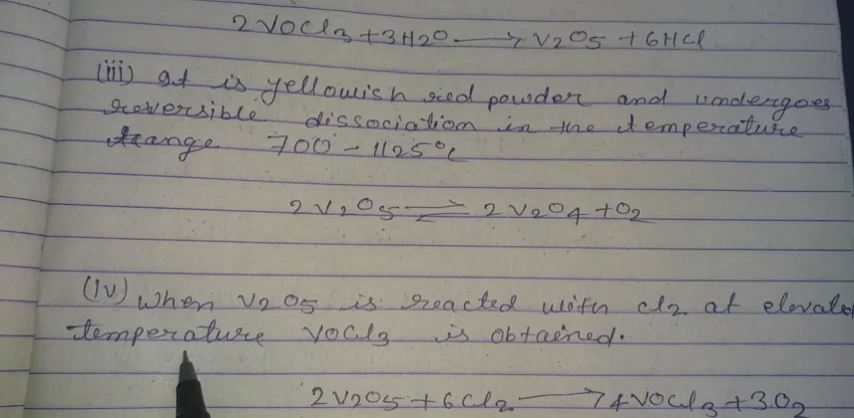 2VOCl3+3H2O ⟶ V2O5 + 6HCl
(iii) It is yellowish red powder and undergoes
reversible dissociation in the temperature
range 700-1125°C
2V2O5 ⇌ 2V2O4 + O2
(iv) When V2O5 is reacted with Cl2 at elevated
temperature VOCl3 is obtained.
2V2O5 + 6Cl2 ⟶ 4VOCl3 + 3O2